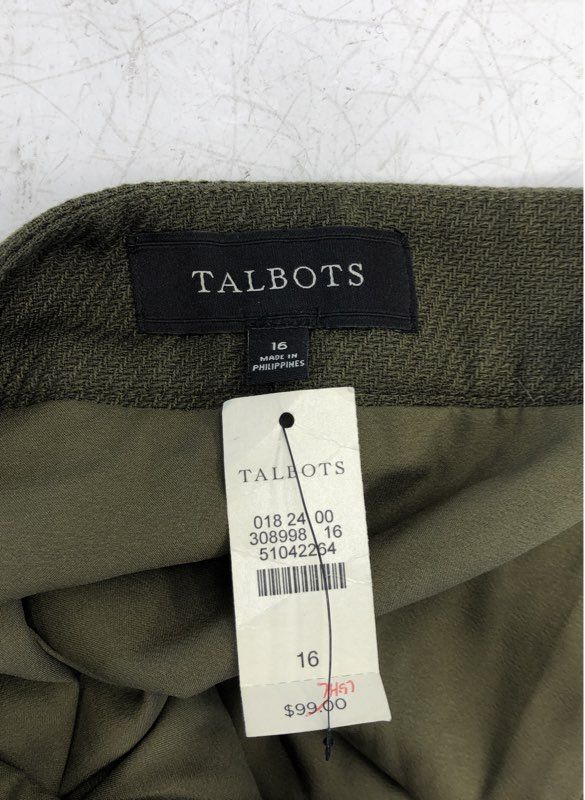 TALBOTS
16
MADE IN
PHILIPPINES
TALBOTS
018 24 00
308998 16
51042264
16
$99.00